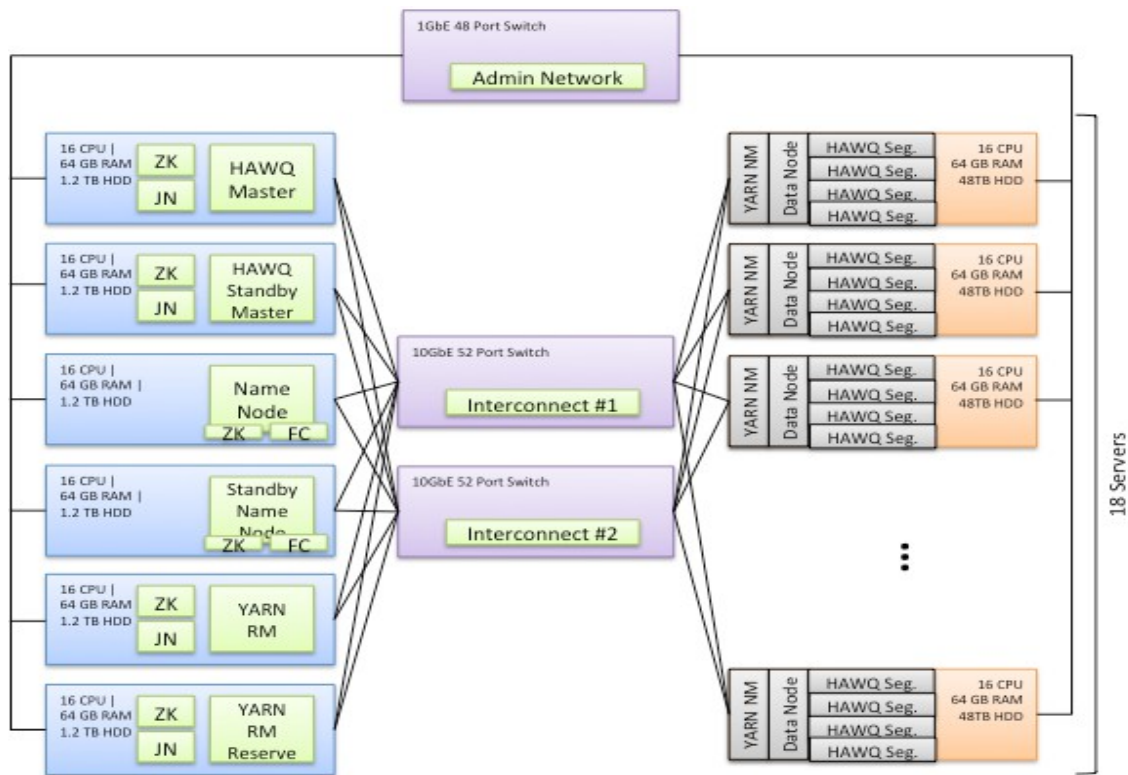 1GbE 48 Port Switch
Admin Network
16 CPU |
64 GB RAM
1.2 TB HDD
ZK
JN
HAWQ
Master
16 CPU |
64 GB RAM
1.2 TB HDD
ZK
JN
HAWQ
Standby
Master
16 CPU |
64 GB RAM |
1.2 TB HDD
Name
Node
ZK
FC
16 CPU |
64 GB RAM |
1.2 TB HDD
Standby
Name
Node
ZK
FC
16 CPU |
64 GB RAM
1.2 TB HDD
ZK
JN
YARN
RM
16 CPU |
64 GB RAM
1.2 TB HDD
ZK
JN
YARN
RM
Reserve
10GbE 52 Port Switch
Interconnect #1
10GbE 52 Port Switch
Interconnect #2
YARN NM
Data Node
HAWQ Seg.
HAWQ Seg.
HAWQ Seg.
HAWQ Seg.
16 CPU
64 GB RAM
48TB HDD
YARN NM
Data Node
HAWQ Seg.
HAWQ Seg.
HAWQ Seg.
HAWQ Seg.
16 CPU
64 GB RAM
48TB HDD
YARN NM
Data Node
HAWQ Seg.
HAWQ Seg.
HAWQ Seg.
HAWQ Seg.
16 CPU
64 GB RAM
48TB HDD
...
YARN NM
Data Node
HAWQ Seg.
HAWQ Seg.
HAWQ Seg.
HAWQ Seg.
16 CPU
64 GB RAM
48TB HDD
18 Servers